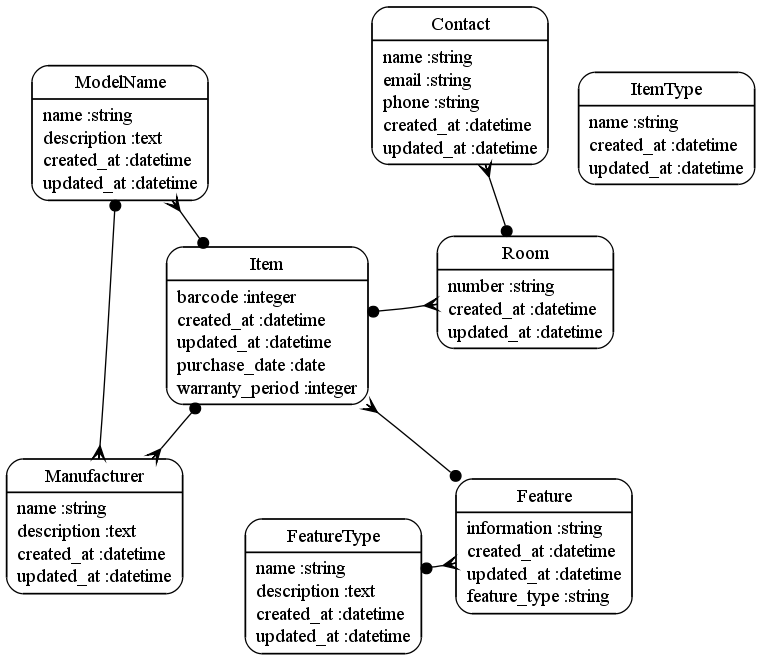 Contact
name :string
email :string
phone :string
created_at :datetime
updated_at :datetime
ModelName
name :string
description :text
created_at :datetime
updated_at :datetime
ItemType
name :string
created_at :datetime
updated_at :datetime
Item
barcode :integer
created_at :datetime
updated_at :datetime
purchase_date :date
warranty_period :integer
Room
number :string
created_at :datetime
updated_at :datetime
Manufacturer
name :string
description :text
created_at :datetime
updated_at :datetime
FeatureType
name :string
description :text
created_at :datetime
updated_at :datetime
Feature
information :string
created_at :datetime
updated_at :datetime
feature_type :string